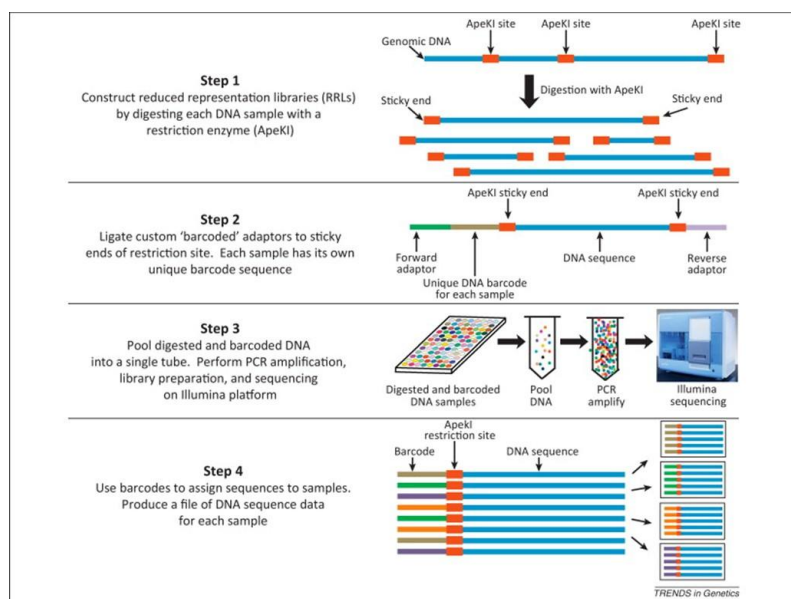 ApeKI site
ApeKI site
ApeKI site
Genomic DNA
Step 1
Construct reduced representation libraries (RRLs)
by digesting each DNA sample with a
restriction enzyme (ApeKI)
Digestion with ApeKI
Sticky end
Sticky end
Step 2
Ligate custom ‘barcoded’ adaptors to sticky
ends of restriction site. Each sample has its own
unique barcode sequence
ApeKI sticky end
ApeKI sticky end
Forward
adaptor
DNA sequence
Reverse
adaptor
Unique DNA barcode
for each sample
Step 3
Pool digested and barcoded DNA
into a single tube. Perform PCR amplification,
library preparation, and sequencing
on Illumina platform
Digested and barcoded
DNA samples
Pool
DNA
PCR
amplify
Illumina
sequencing
Step 4
Use barcodes to assign sequences to samples.
Produce a file of DNA sequence data
for each sample
ApekI
restriction site
Barcode
DNA sequence
TRENDS in Genetics